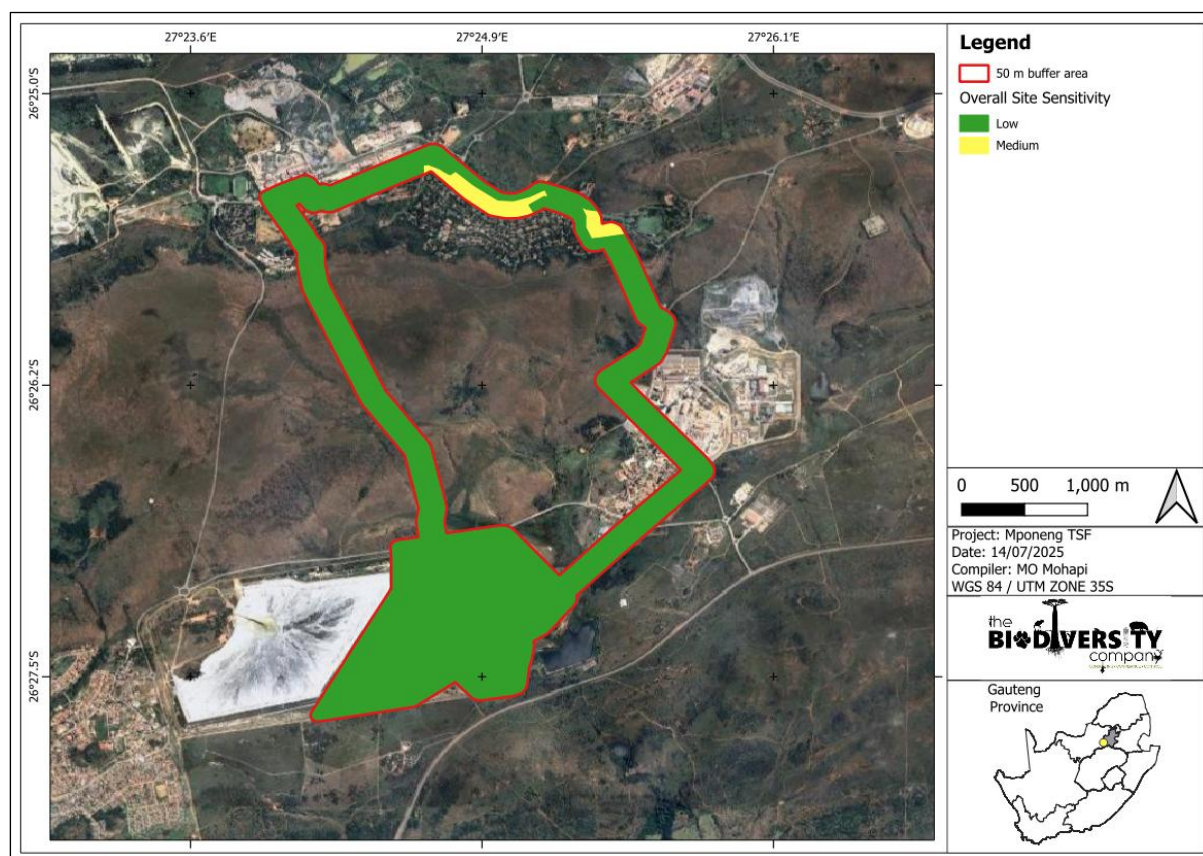 27°23.6′E 27°24.9′E 27°26.1′E
26°25.0′S
26°26.2′S
26°27.5′S
Legend
50 m buffer area
Overall Site Sensitivity
Low
Medium
0 500 1,000 m
Project: Mponeng TSF
Date: 14/07/2025
Compiler: MO Mohapi
WGS 84 / UTM ZONE 35S
the
BIODIVERSITY
company
Gauteng
Province